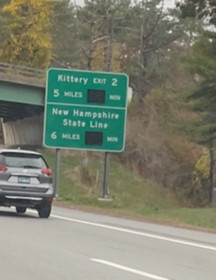 Kittery EXIT 2
5 MILES MIN
New Hampshire
State Line
6 MILES MIN